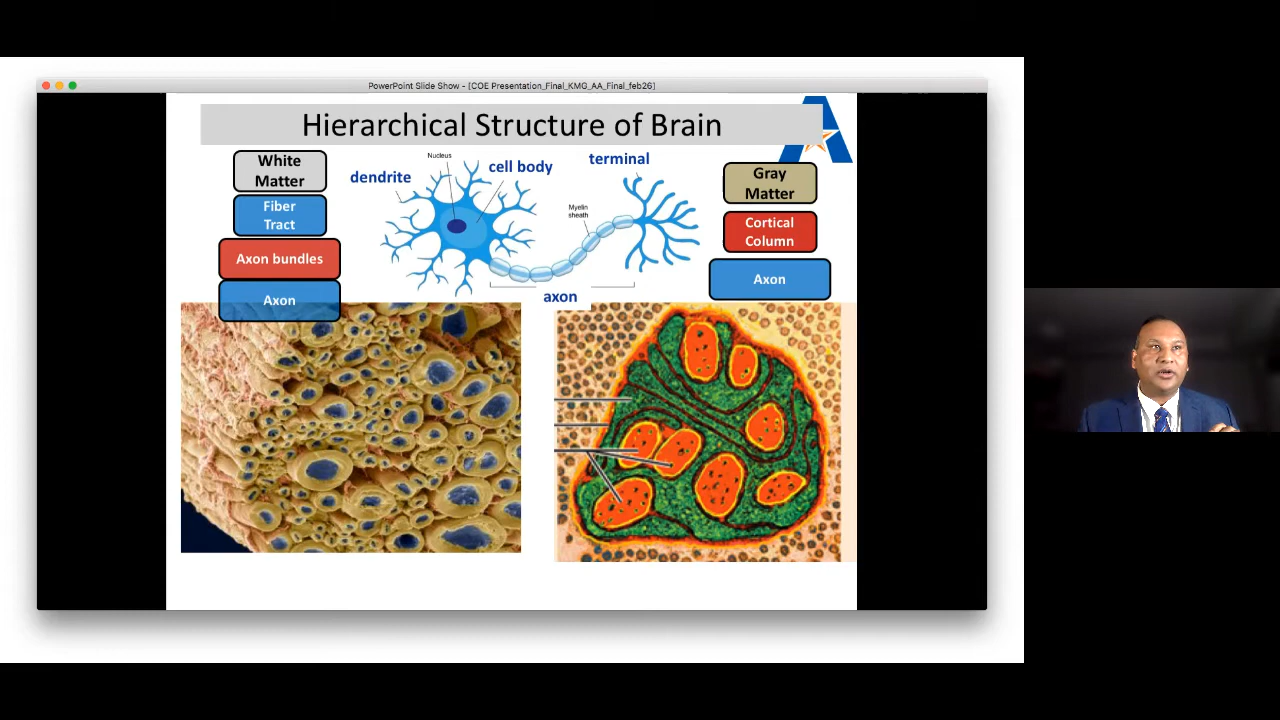 PowerPoint Slide Show - [COE Presentation_Final_KMG_AA_Final_feb26]
Hierarchical Structure of Brain
White
Matter
Fiber
Tract
Axon bundles
Axon
dendrite
Nucleus
cell body
terminal
Myelin
sheath
axon
Gray
Matter
Cortical
Column
Axon